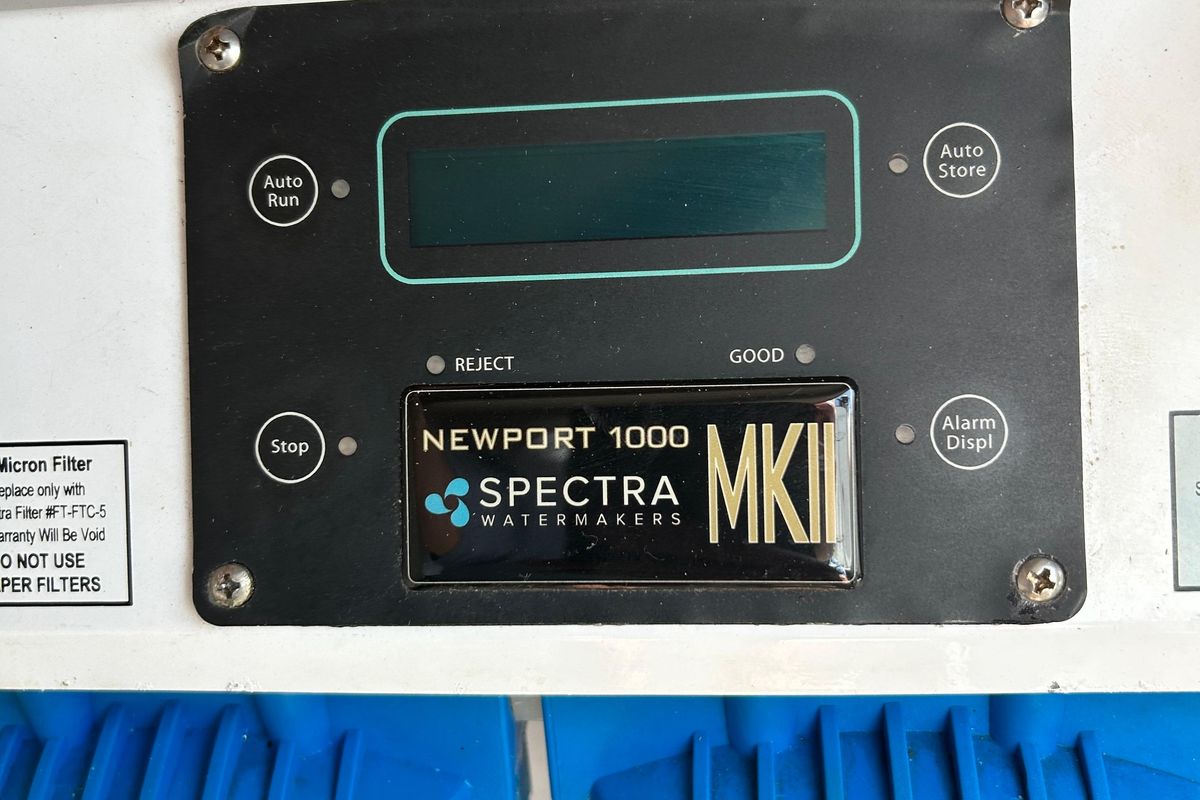 Auto
Run
Auto
Store
REJECT
GOOD
Stop
Alarm
Displ
NEWPORT 1000
SPECTRA
WATERMAKERS
MKII
Micron Filter
eplace only with
tra Filter #FT-FTC-5
arranty Will Be Void
O NOT USE
PER FILTERS
S